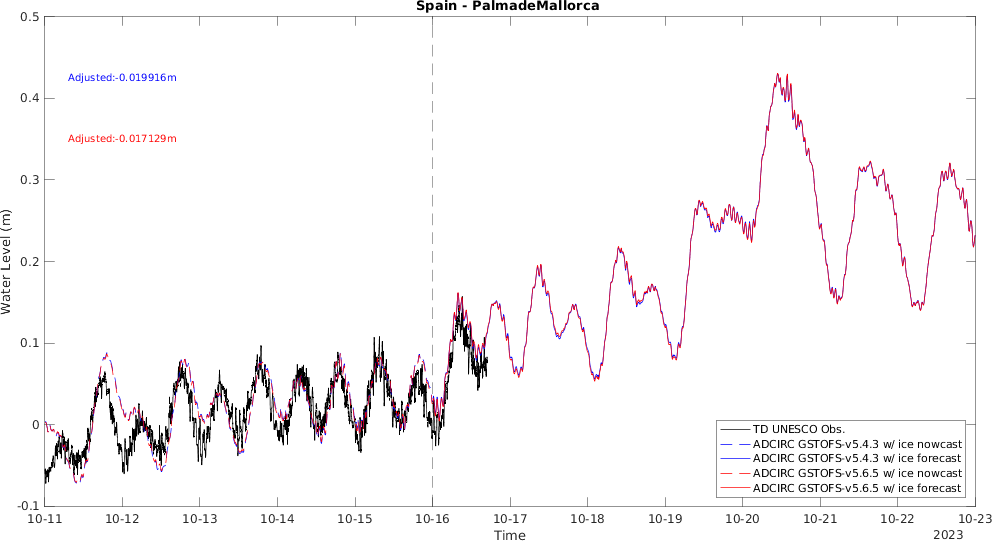 Spain - PalmadeMallorca
0.5
0.4
0.3
0.2
0.1
0
-0.1
Water Level (m)
Adjusted:-0.019916m
Adjusted:-0.017129m
TD UNESCO Obs.
ADCIRC GSTOFS-v5.4.3 w/ ice nowcast
ADCIRC GSTOFS-v5.4.3 w/ ice forecast
ADCIRC GSTOFS-v5.6.5 w/ ice nowcast
ADCIRC GSTOFS-v5.6.5 w/ ice forecast
10-11 10-12 10-13 10-14 10-15 10-16 10-17 10-18 10-19 10-20 10-21 10-22 10-23
Time
2023